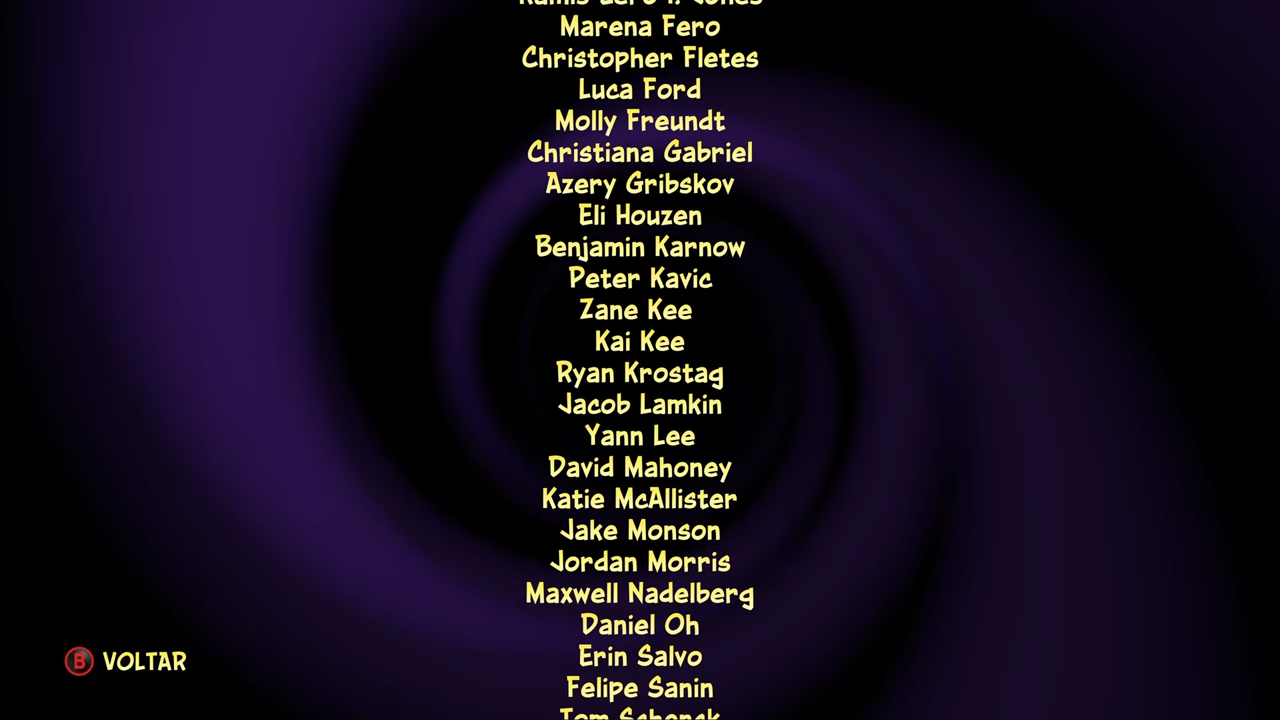 Marena Fero
Christopher Fletes
Luca Ford
Molly Freundt
Christiana Gabriel
Azery Gribskov
Eli Houzen
Benjamin Karnow
Peter Kavic
Zane Kee
Kai Kee
Ryan Krostag
Jacob Lamkin
Yann Lee
David Mahoney
Katie McAllister
Jake Monson
Jordan Morris
Maxwell Nadelberg
Daniel Oh
Erin Salvo
B VOLTAR
Felipe Sanin
Tom Schenck